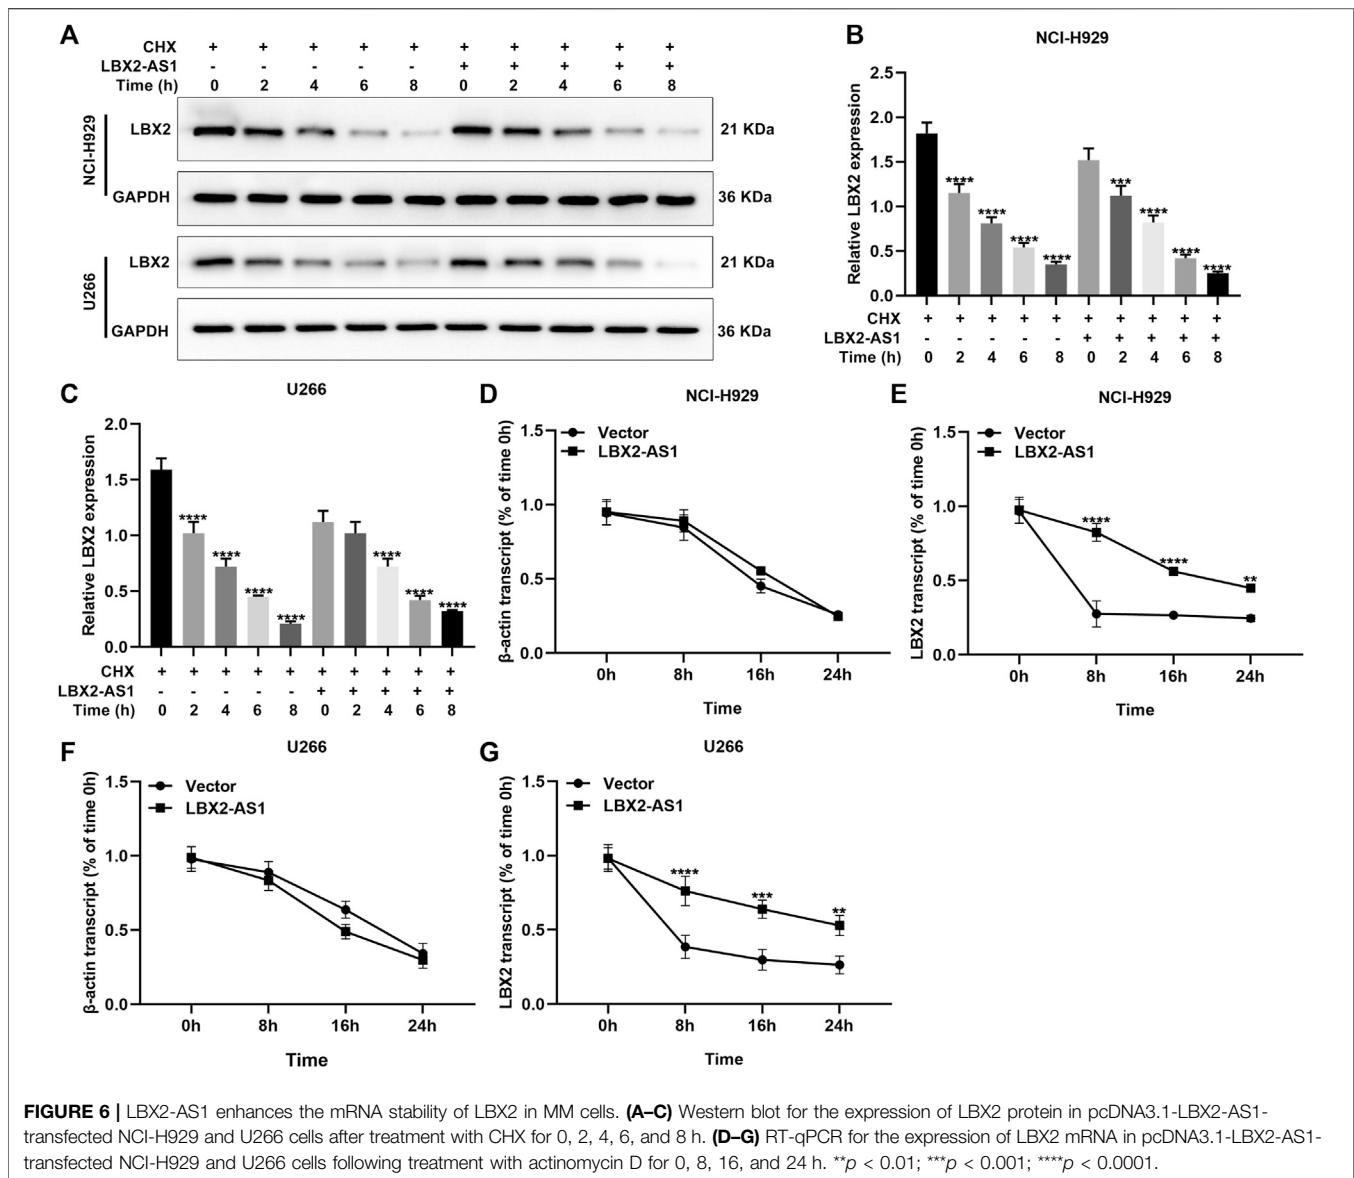 A
CHX + + + + + + + + + +
LBX2-AS1 - - - - - + + + + +
Time (h) 0 2 4 6 8 0 2 4 6 8
NCI-H929
LBX2 21 KDa
GAPDH 36 KDa
U266
LBX2 21 KDa
GAPDH 36 KDa
B
NCI-H929
Relative LBX2 expression
2.5
2.0
1.5
1.0
0.5
0.0
**** **** **** **** *** **** **** ****
CHX + + + + + + + + + +
LBX2-AS1 - - - - - + + + + +
Time (h) 0 2 4 6 8 0 2 4 6 8
C
U266
Relative LBX2 expression
2.0
1.5
1.0
0.5
0.0
**** **** **** **** **** **** ****
CHX + + + + + + + + + +
LBX2-AS1 - - - - - + + + + +
Time (h) 0 2 4 6 8 0 2 4 6 8
D
NCI-H929
β-actin transcript (% of time 0h)
1.5
1.0
0.5
0.0
Vector
LBX2-AS1
0h 8h 16h 24h
Time
E
NCI-H929
LBX2 transcript (% of time 0h)
1.5
1.0
0.5
0.0
Vector
LBX2-AS1
**** **** **
0h 8h 16h 24h
Time
F
U266
β-actin transcript (% of time 0h)
1.5
1.0
0.5
0.0
Vector
LBX2-AS1
0h 8h 16h 24h
Time
G
U266
LBX2 transcript (% of time 0h)
1.5
1.0
0.5
0.0
Vector
LBX2-AS1
**** *** **
0h 8h 16h 24h
Time
FIGURE 6 | LBX2-AS1 enhances the mRNA stability of LBX2 in MM cells. (A–C) Western blot for the expression of LBX2 protein in pcDNA3.1-LBX2-AS1-
transfected NCI-H929 and U266 cells after treatment with CHX for 0, 2, 4, 6, and 8 h. (D–G) RT-qPCR for the expression of LBX2 mRNA in pcDNA3.1-LBX2-AS1-
transfected NCI-H929 and U266 cells following treatment with actinomycin D for 0, 8, 16, and 24 h. **p < 0.01; ***p < 0.001; ****p < 0.0001.